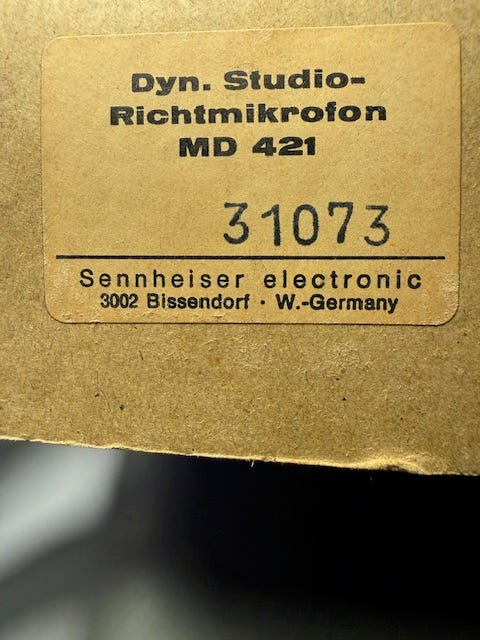 Dyn. Studio-
Richtmikrofon
MD 421
31073
Sennheiser electronic
3002 Bissendorf · W.-Germany